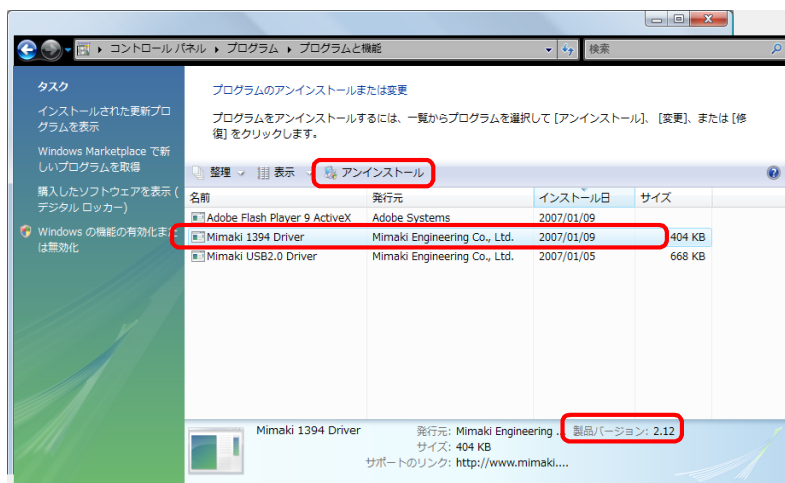 コントロール パネル ▸ プログラム ▸ プログラムと機能
検索
タスク
インストールされた更新プロ
グラムを表示
Windows Marketplace で新
しいプログラムを取得
購入したソフトウェアを表示 (
デジタル ロッカー)
Windows の機能の有効化また
は無効化
プログラムのアンインストールまたは変更
プログラムをアンインストールするには、一覧からプログラムを選択して [アンインストール]、 [変更]、または [修
復] をクリックします。
整理 表示 アンインストール
名前 発行元 インストール日 サイズ
Adobe Flash Player 9 ActiveX Adobe Systems 2007/01/09
Mimaki 1394 Driver Mimaki Engineering Co., Ltd. 2007/01/09 404 KB
Mimaki USB2.0 Driver Mimaki Engineering Co., Ltd. 2007/01/05 668 KB
Mimaki 1394 Driver 発行元: Mimaki Engineering ... 製品バージョン: 2.12
サイズ: 404 KB
サポートのリンク: http://www.mimaki....